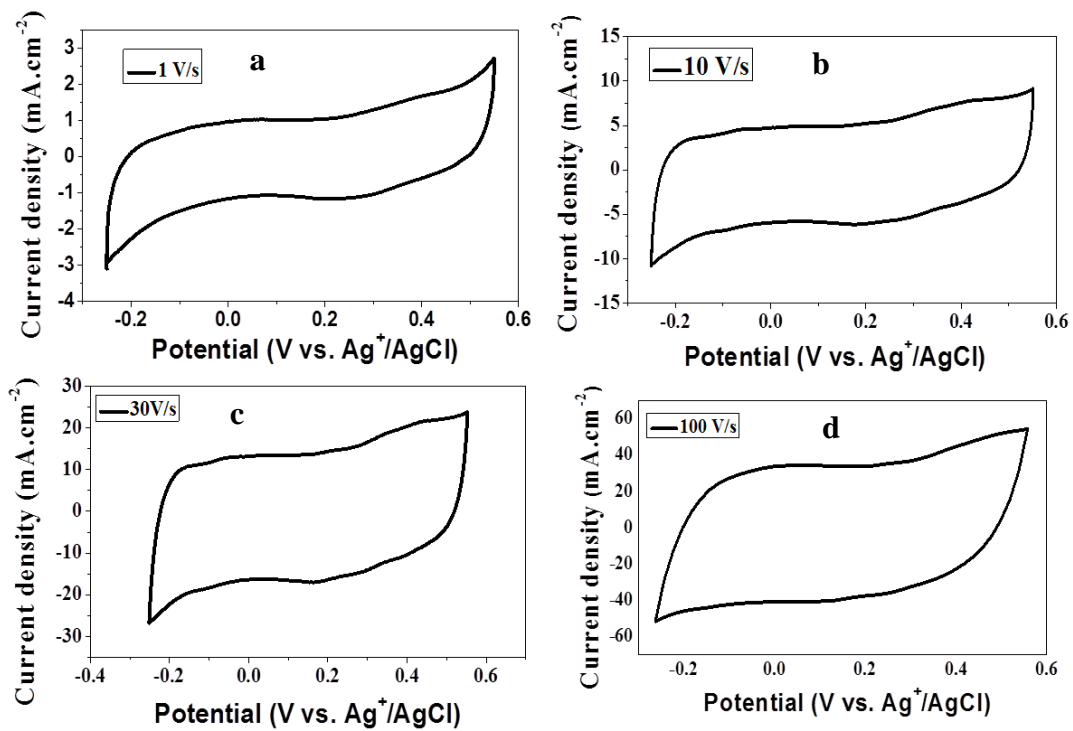 a
1 V/s
Current density (mA.cm⁻²)
3
2
1
0
-1
-2
-3
-4
-0.2 0.0 0.2 0.4 0.6
Potential (V vs. Ag⁺/AgCl)
b
10 V/s
Current density (mA.cm⁻²)
15
10
5
0
-5
-10
-15
-0.2 0.0 0.2 0.4 0.6
Potential (V vs. Ag⁺/AgCl)
c
30V/s
Current density (mA.cm⁻²)
30
20
10
0
-10
-20
-30
-0.4 -0.2 0.0 0.2 0.4 0.6
Potential (V vs. Ag⁺/AgCl)
d
100 V/s
Current density (mA.cm⁻²)
60
40
20
0
-20
-40
-60
-0.2 0.0 0.2 0.4 0.6
Potential (V vs. Ag⁺/AgCl)